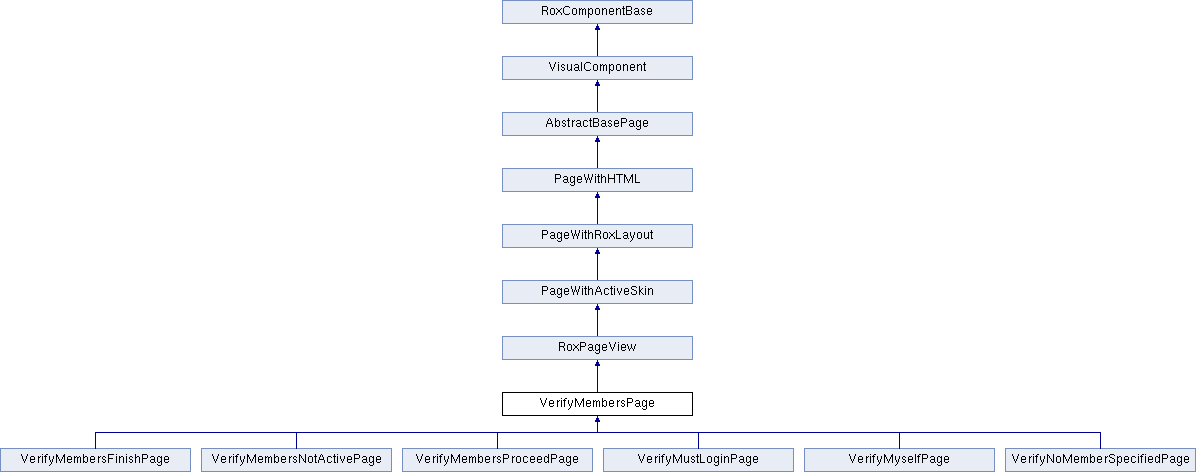 RoxComponentBase
VisualComponent
AbstractBasePage
PageWithHTML
PageWithRoxLayout
PageWithActiveSkin
RoxPageView
VerifyMembersPage
VerifyMembersFinishPage
VerifyMembersNotActivePage
VerifyMembersProceedPage
VerifyMustLoginPage
VerifyMyselfPage
VerifyNoMemberSpecifiedPage